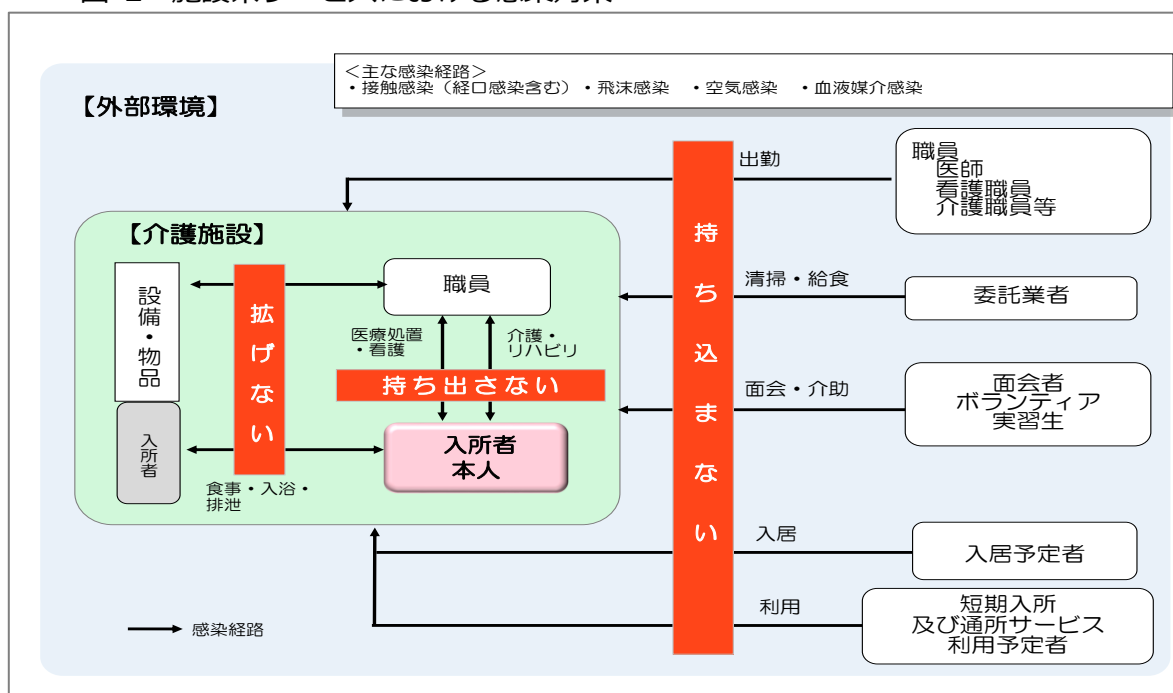 ＜主な感染経路＞
・接触感染（経口感染含む）・飛沫感染　・空気感染　・血液媒介感染
【外部環境】
出勤
職員
医師
看護職員
介護職員等
【介護施設】
持ち込まない
設備・物品
拡げない
職員
清掃・給食
委託業者
医療処置
・看護
介護・
リハビリ
持ち出さない
面会・介助
面会者
ボランティア
実習生
入所者
入所者
本人
食事・入浴・
排泄
入居
入居予定者
利用
短期入所
及び通所サービス
利用予定者
感染経路